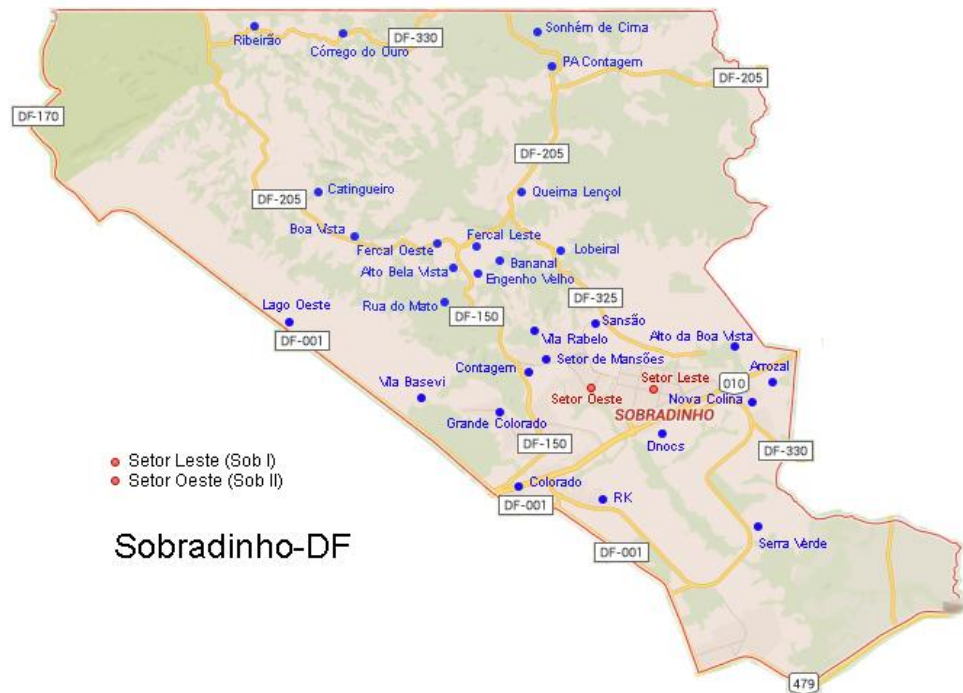 Ribeirão
Córrego do Ouro
DF-330
Sonhém de Cima
PA Contagem
DF-205
DF-170
DF-205
DF-205
Catingueiro
Queima Lençol
Boa Vista
Fercal Oeste
Fercal Leste
Lobeiral
Bananal
Alto Bela Vista
Engenho Velho
Lago Oeste
Rua do Mato
DF-325
DF-150
Sansão
DF-001
Vila Rabelo
Alto da Boa Vista
Setor de Mansões
Arrozal
Contagem
010
Vila Basevi
Setor Oeste
Setor Leste
Nova Colina
SOBRADINHO
Grande Colorado
Dnocs
DF-150
DF-330
Setor Leste (Sob I)
Setor Oeste (Sob II)
Colorado
RK
DF-001
Sobradinho-DF
Serra Verde
DF-001
479